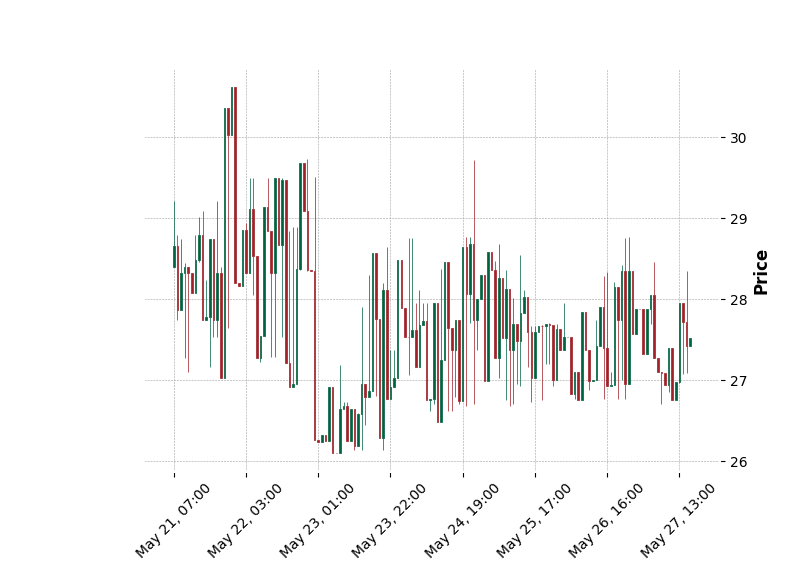 30
29
28
27
26
Price
May 21, 07:00
May 22, 03:00
May 23, 01:00
May 23, 22:00
May 24, 19:00
May 25, 17:00
May 26, 16:00
May 27, 13:00